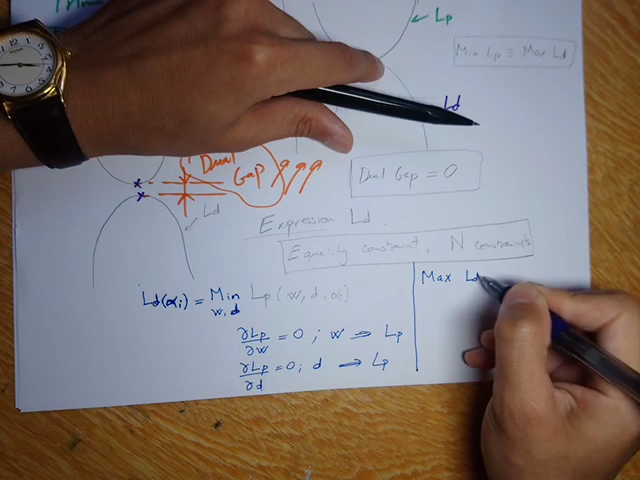 Lp
Min Lp = Max Ld
Ld
Dual
Gap
Dual Gap = 0
Ld
Expression Ld.
Equality constraint, N constraints
Ld(αi) = Min Lp (w, d, αi)
w,d
∂Lp/∂w = 0 ; w → Lp
∂Lp/∂d = 0; d → Lp
Max Ld